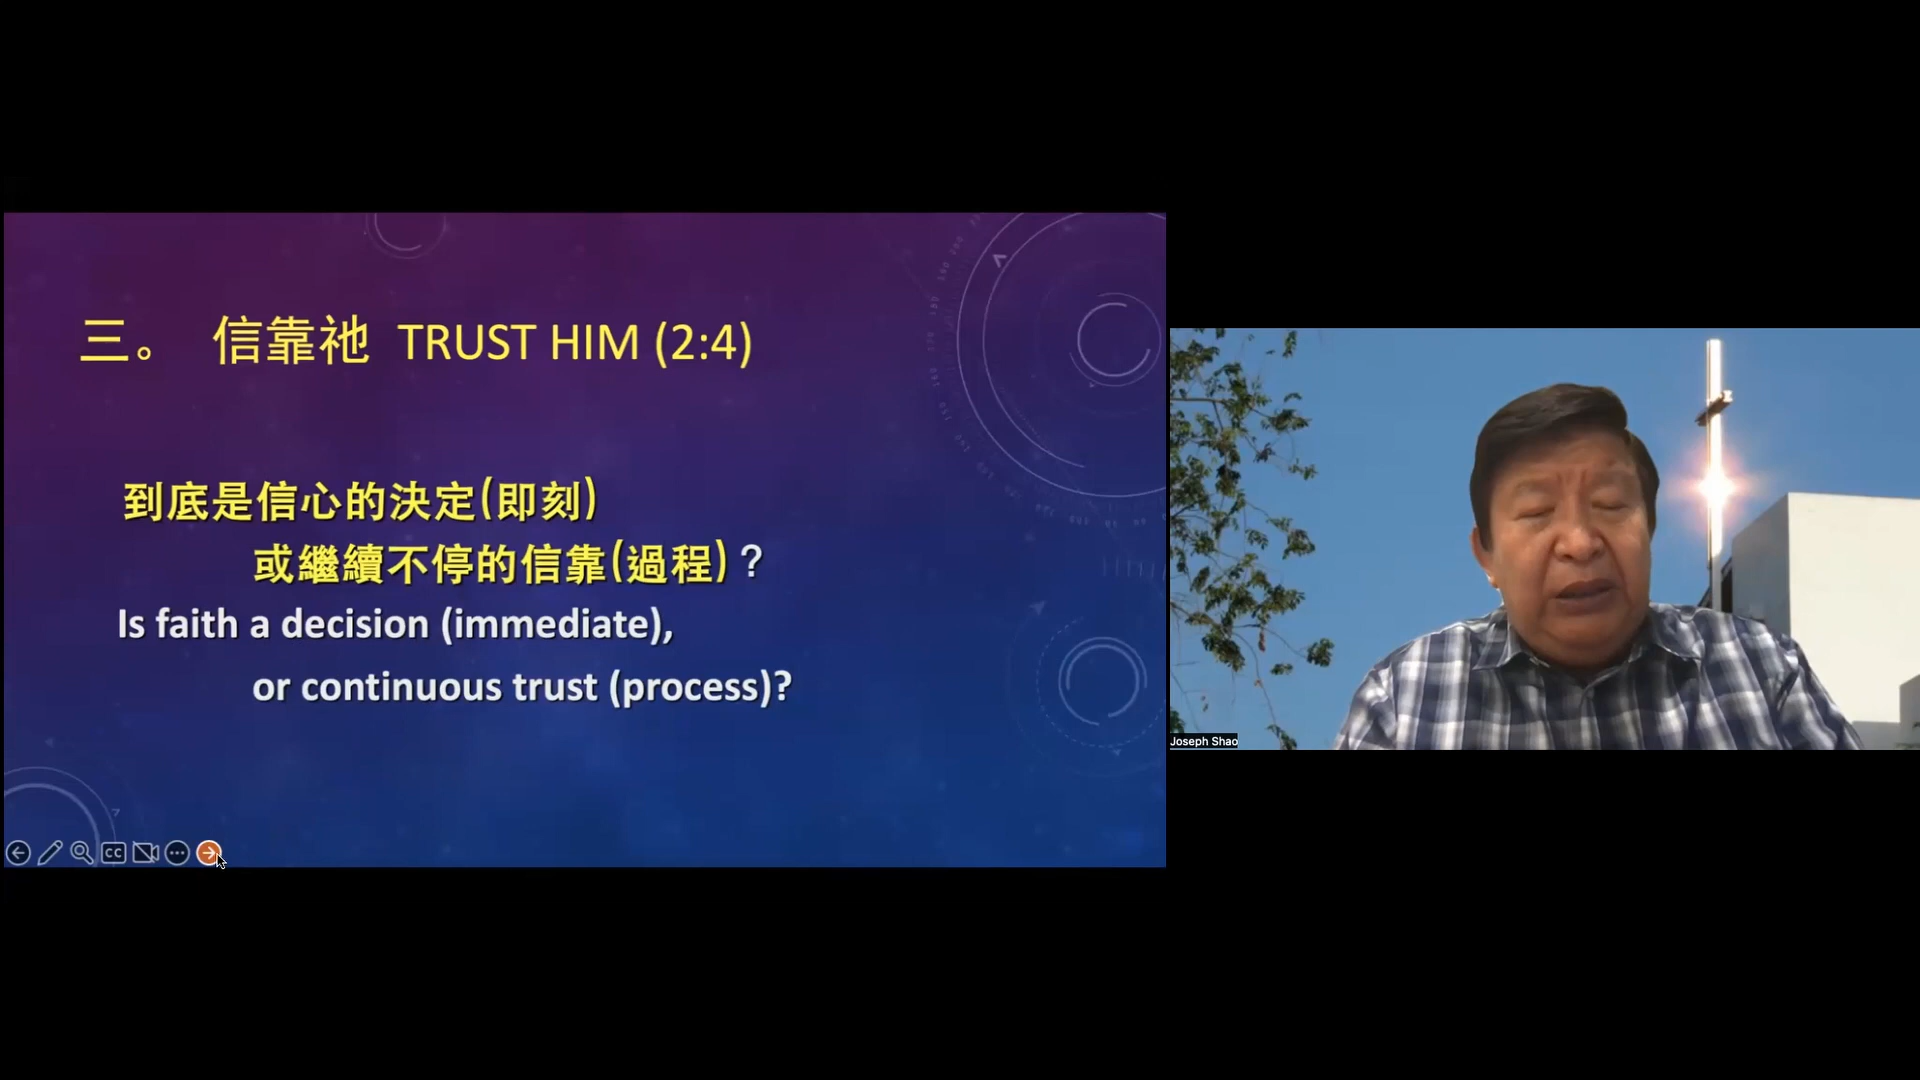 三。 信靠祂 TRUST HIM (2:4)
到底是信心的決定(即刻)
或繼續不停的信靠(過程)？
Is faith a decision (immediate),
or continuous trust (process)?
CC
Joseph Shao